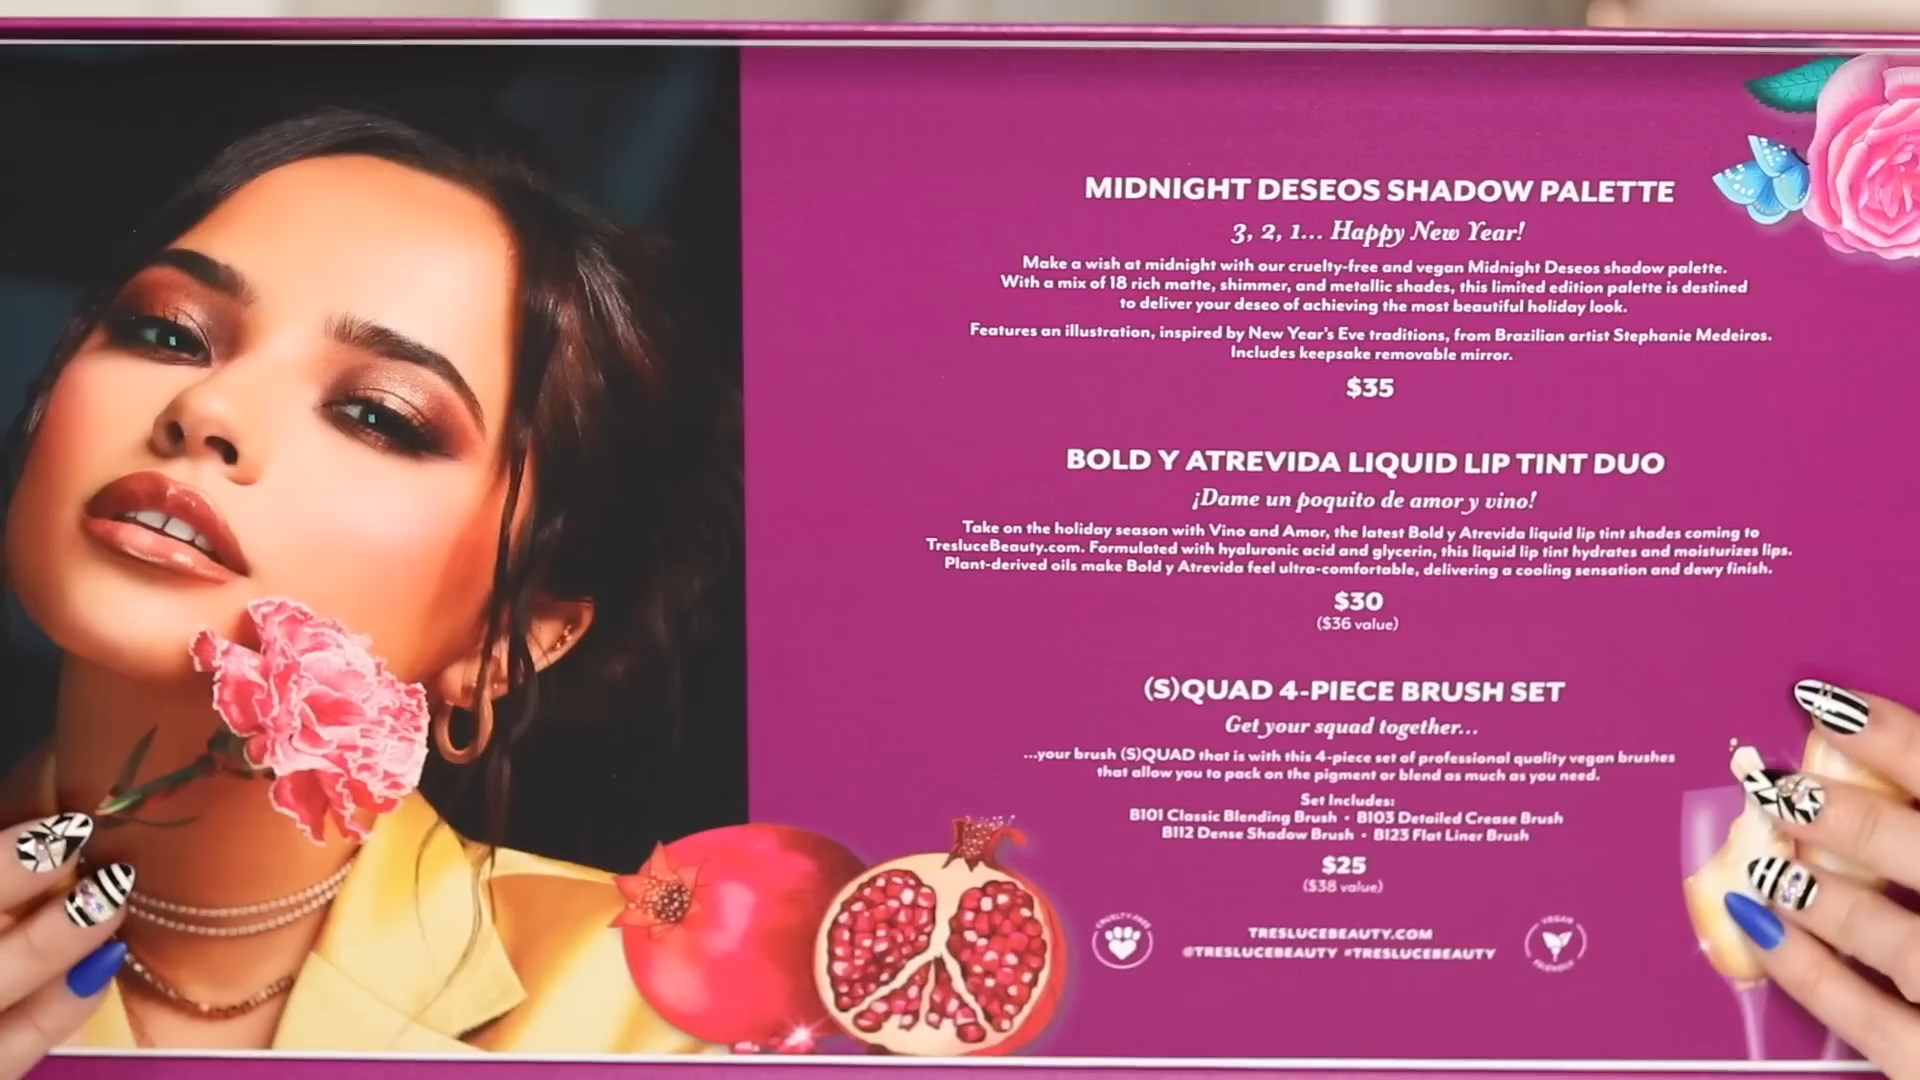 MIDNIGHT DESEOS SHADOW PALETTE
3, 2, 1... Happy New Year!
Make a wish at midnight with our cruelty-free and vegan Midnight Deseos shadow palette.
With a mix of 18 rich matte, shimmer, and metallic shades, this limited edition palette is destined
to deliver your deseo of achieving the most beautiful holiday look.
Features an illustration, inspired by New Year's Eve traditions, from Brazilian artist Stephanie Medeiros.
Includes keepsake removable mirror.
$35
BOLD Y ATREVIDA LIQUID LIP TINT DUO
¡Dame un poquito de amor y vino!
Take on the holiday season with Vino and Amor, the latest Bold y Atrevida liquid lip tint shades coming to
TresluceBeauty.com. Formulated with hyaluronic acid and glycerin, this liquid lip tint hydrates and moisturizes lips.
Plant-derived oils make Bold y Atrevida feel ultra-comfortable, delivering a cooling sensation and dewy finish.
$30
($36 value)
(S)QUAD 4-PIECE BRUSH SET
Get your squad together...
...your brush (S)QUAD that is with this 4-piece set of professional quality vegan brushes
that allow you to pack on the pigment or blend as much as you need.
Set Includes:
B101 Classic Blending Brush • B103 Detailed Crease Brush
B112 Dense Shadow Brush • B123 Flat Liner Brush
$25
($38 value)
CRUELTY-FREE
TRESLUCEBEAUTY.COM
@TRESLUCEBEAUTY #TRESLUCEBEAUTY
VEGAN FRIENDLY